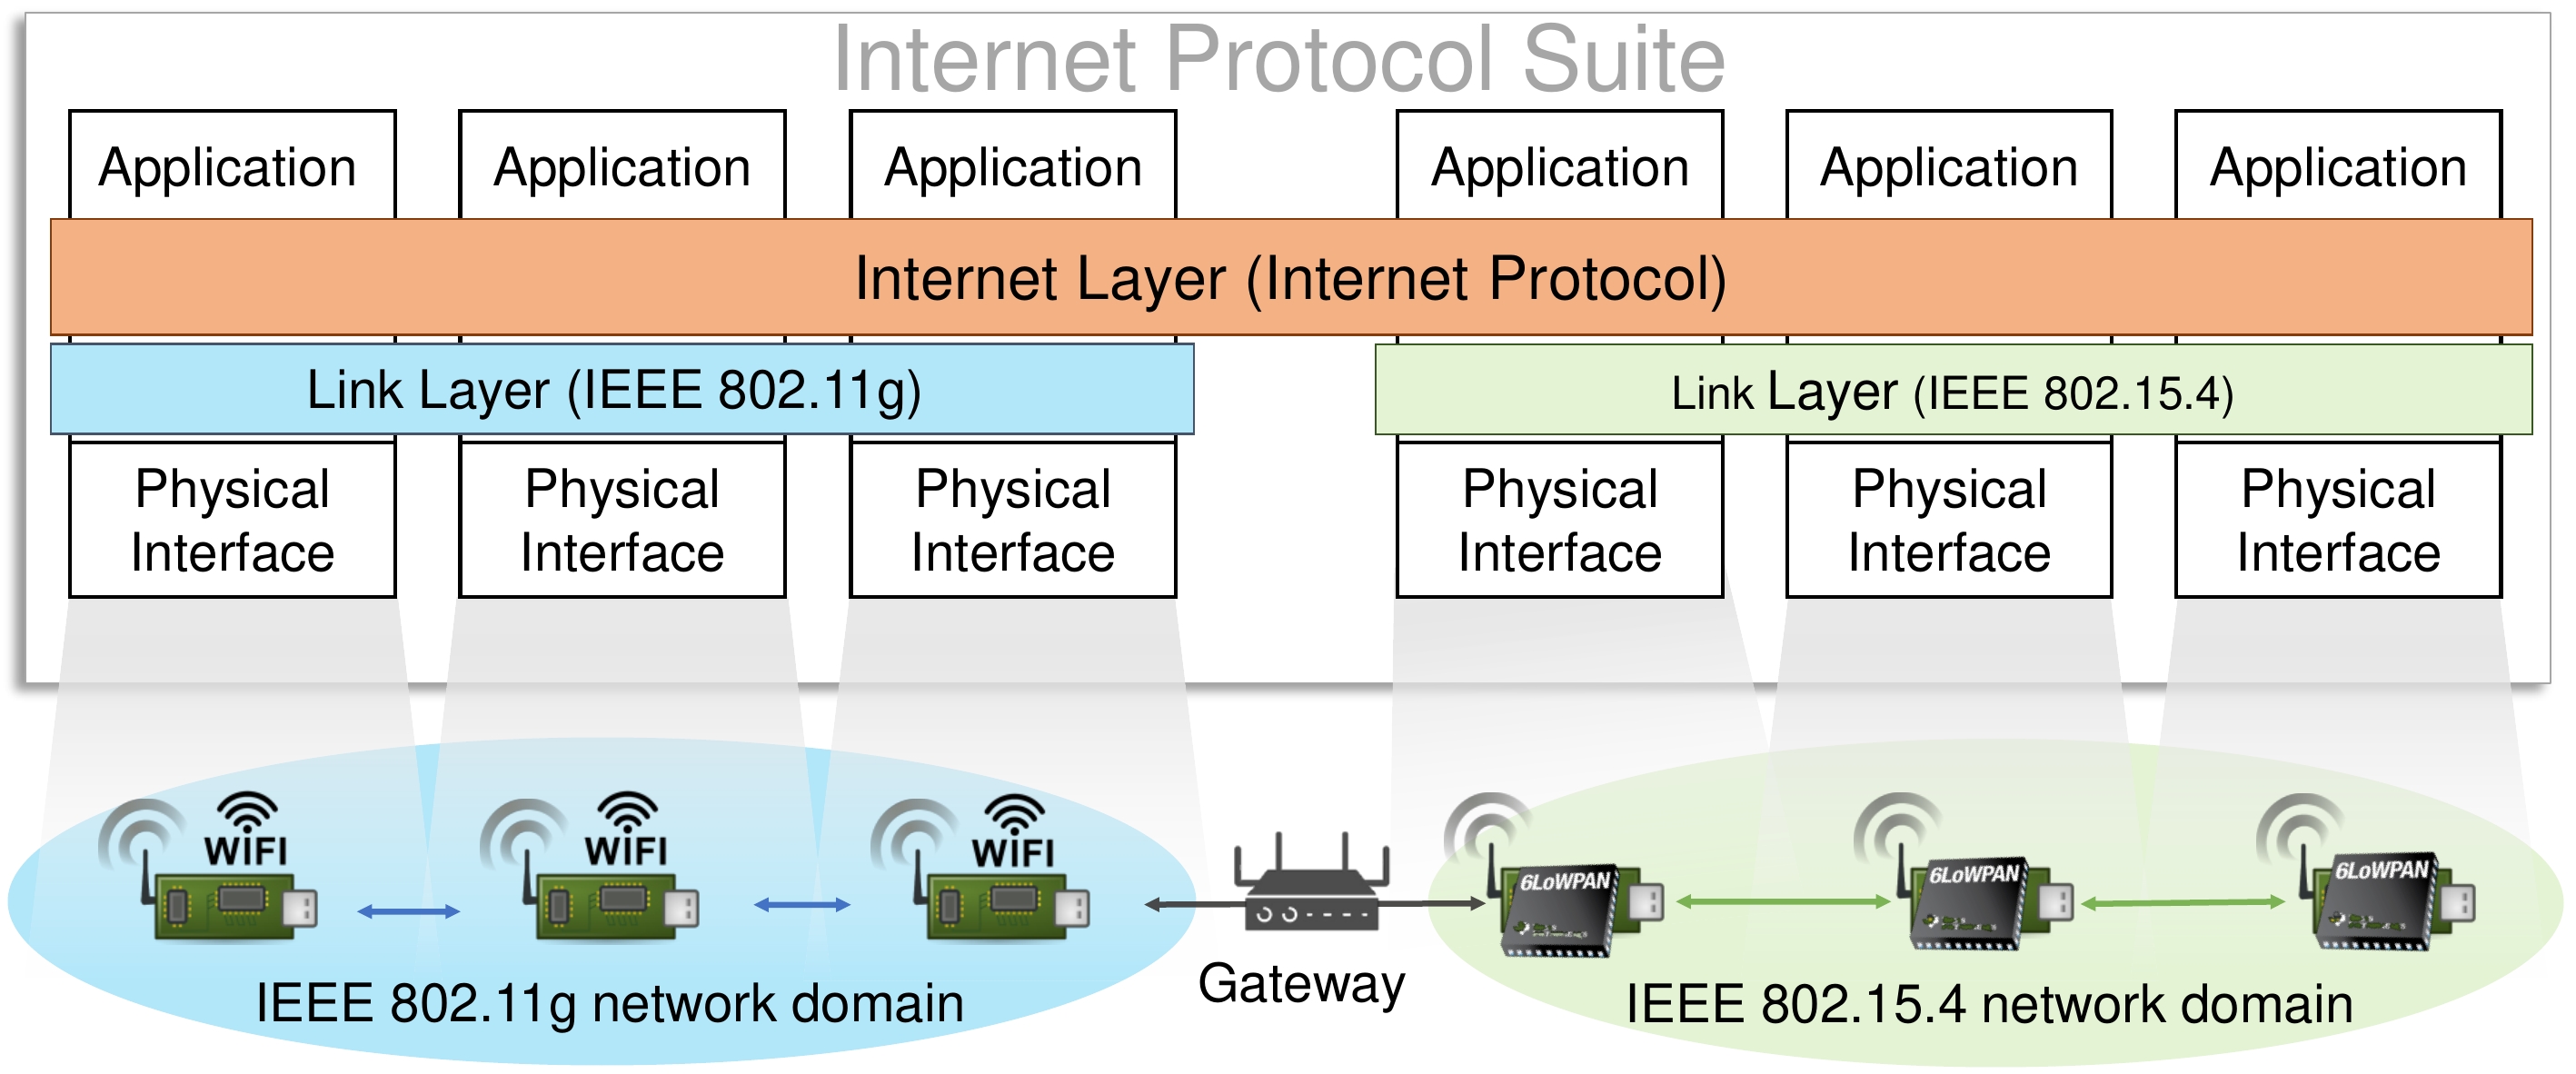 Internet Protocol Suite
Application Application Application Application Application Application
Internet Layer (Internet Protocol)
Link Layer (IEEE 802.11g) Link Layer (IEEE 802.15.4)
Physical Physical Physical Physical Physical Physical
Interface Interface Interface Interface Interface Interface
WiFi WiFi WiFi 6LoWPAN 6LoWPAN 6LoWPAN
Gateway
IEEE 802.11g network domain IEEE 802.15.4 network domain